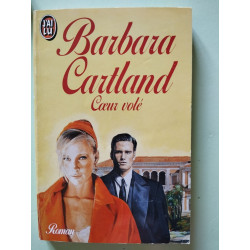 J'AI
LU
Barbara
Cartland
Cœur volé
Roman